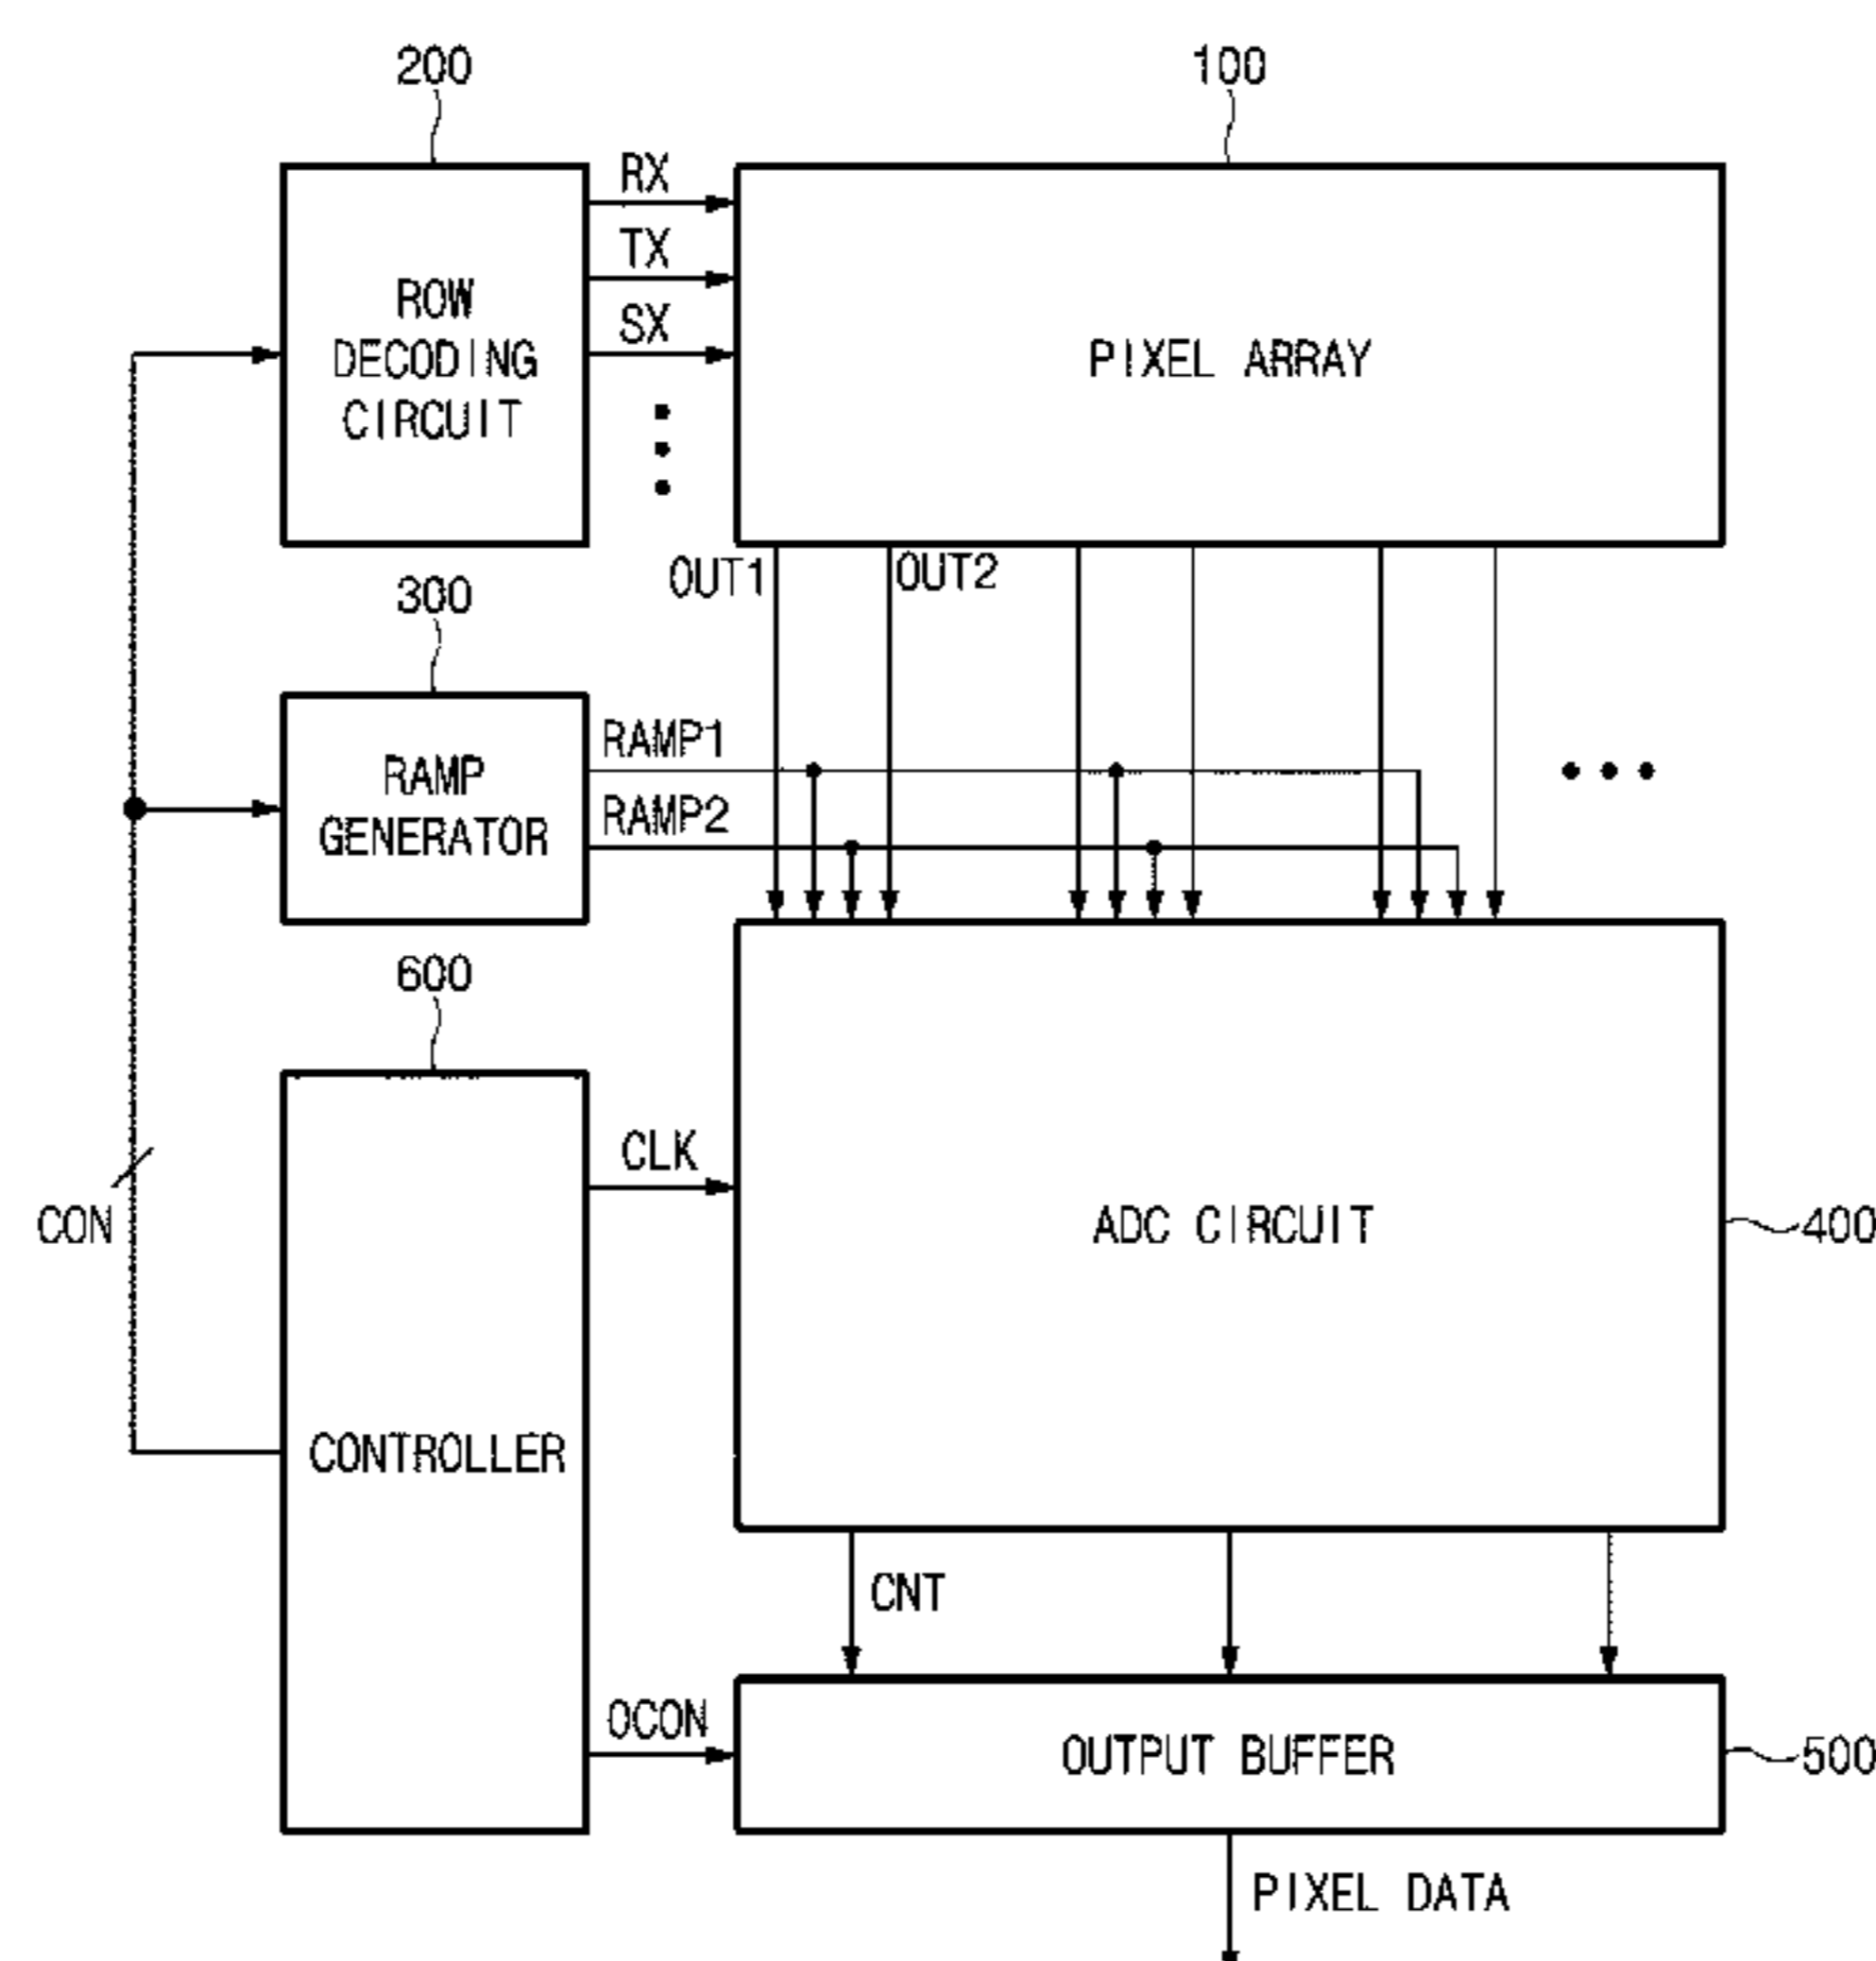 200
100
RX
TX
SX
ROW
DECODING
CIRCUIT
PIXEL ARRAY
OUT1
OUT2
300
RAMP1
RAMP2
RAMP
GENERATOR
600
CLK
CON
ADC CIRCUIT
400
CONTROLLER
CNT
OCON
OUTPUT BUFFER
500
PIXEL DATA